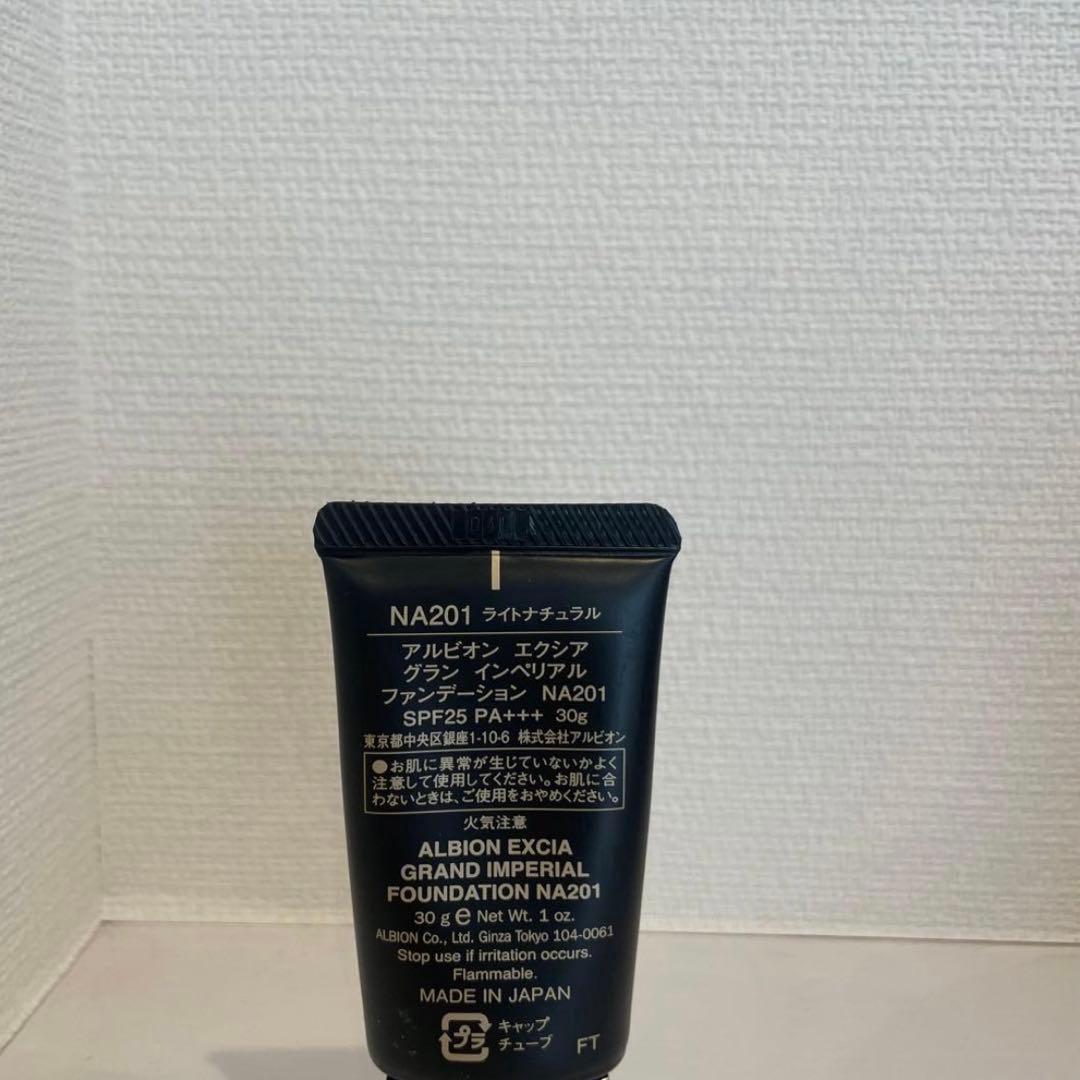 NA201 ライトナチュラル
アルビオン エクシア
グラン インペリアル
ファンデーション NA201
SPF25 PA+++ 30g
東京都中央区銀座1-10-6 株式会社アルビオン
●お肌に異常が生じていないかよく
注意して使用してください。お肌に合
わないときは、ご使用をおやめください。
火気注意
ALBION EXCIA
GRAND IMPERIAL
FOUNDATION NA201
30 g e Net Wt. 1 oz.
ALBION Co., Ltd. Ginza Tokyo 104-0061
Stop use if irritation occurs.
Flammable.
MADE IN JAPAN
プラ キャップ
チューブ
FT